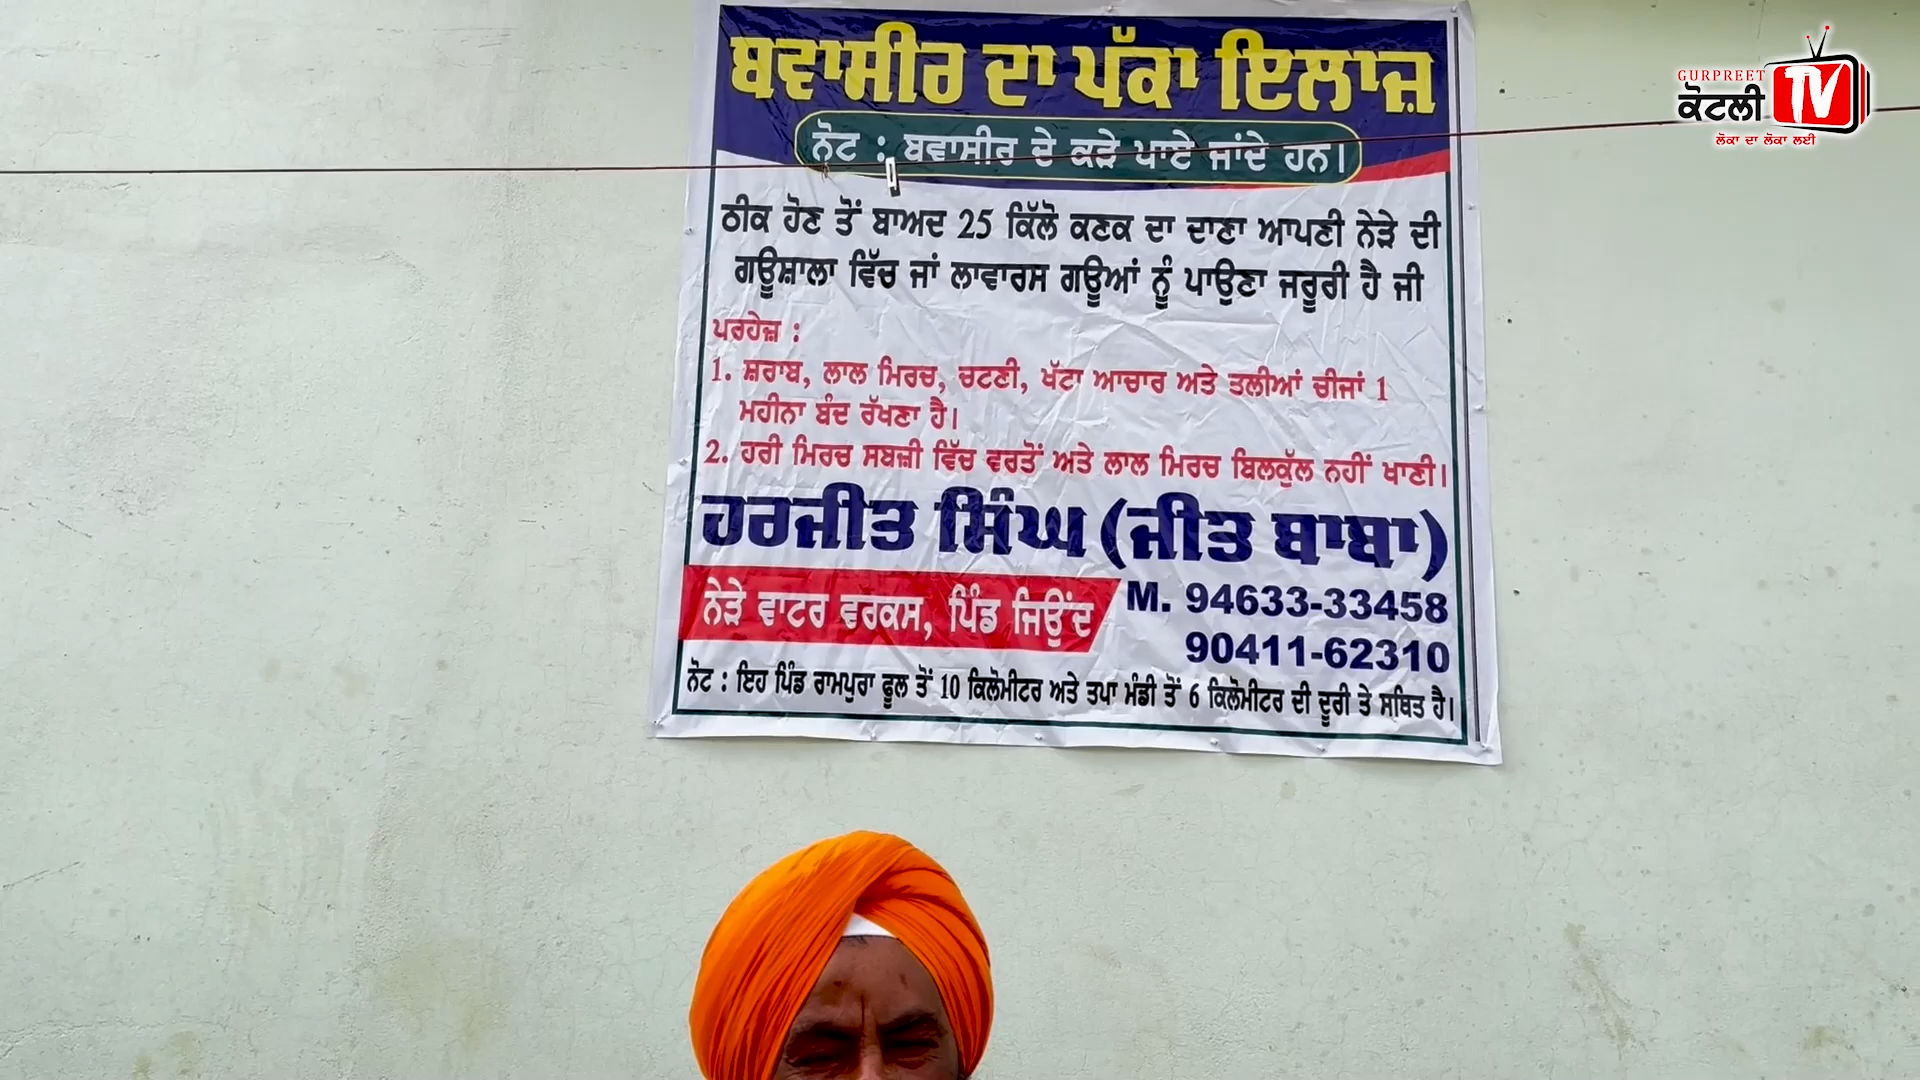 ਬਵਾਸੀਰ ਦਾ ਪੱਕਾ ਇਲਾਜ਼
ਨੋਟ : ਬਵਾਸੀਰ ਦੇ ਕੜੇ ਪਾਏ ਜਾਂਦੇ ਹਨ।
ਠੀਕ ਹੋਣ ਤੋਂ ਬਾਅਦ 25 ਕਿੱਲੋ ਕਣਕ ਦਾ ਦਾਣਾ ਆਪਣੀ ਨੇੜੇ ਦੀ
ਗਊਸ਼ਾਲਾ ਵਿੱਚ ਜਾਂ ਲਾਵਾਰਸ ਗਊਆਂ ਨੂੰ ਪਾਉਣਾ ਜਰੂਰੀ ਹੈ ਜੀ
ਪਰਹੇਜ਼ :
1. ਸ਼ਰਾਬ, ਲਾਲ ਮਿਰਚ, ਚਟਣੀ, ਖੱਟਾ ਆਚਾਰ ਅਤੇ ਤਲੀਆਂ ਚੀਜਾਂ 1
ਮਹੀਨਾ ਬੰਦ ਰੱਖਣਾ ਹੈ।
2. ਹਰੀ ਮਿਰਚ ਸਬਜ਼ੀ ਵਿੱਚ ਵਰਤੋਂ ਅਤੇ ਲਾਲ ਮਿਰਚ ਬਿਲਕੁੱਲ ਨਹੀਂ ਖਾਣੀ।
ਹਰਜੀਤ ਸਿੰਘ (ਜੀਤ ਬਾਬਾ)
ਨੇੜੇ ਵਾਟਰ ਵਰਕਸ, ਪਿੰਡ ਜਿਉਂਦ
M. 94633-33458
90411-62310
ਨੋਟ : ਇਹ ਪਿੰਡ ਰਾਮਪੁਰਾ ਫੂਲ ਤੋਂ 10 ਕਿਲੋਮੀਟਰ ਅਤੇ ਤਪਾ ਮੰਡੀ ਤੋਂ 6 ਕਿਲੋਮੀਟਰ ਦੀ ਦੂਰੀ ਤੇ ਸਥਿਤ ਹੈ।
GURPREET
ਕੋਟਲੀ TV
ਲੋਕਾ ਦਾ ਲੋਕਾ ਲਈ